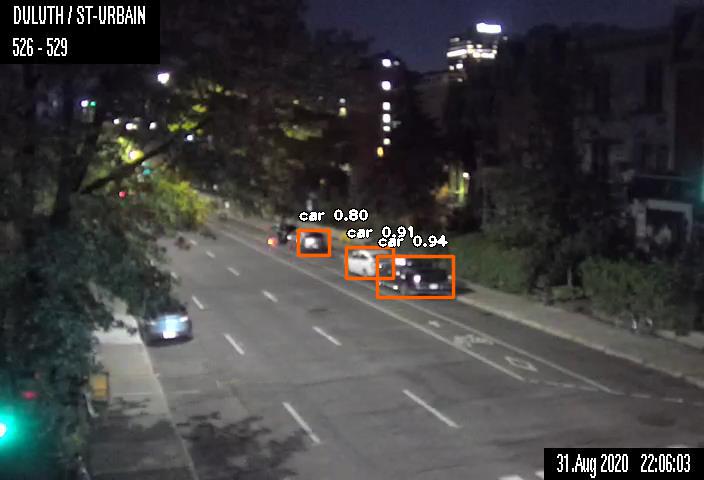 DULUTH / ST-URBAIN
526 - 529
car 0.80
car 0.91
car 0.94
31.Aug 2020 22:06:03